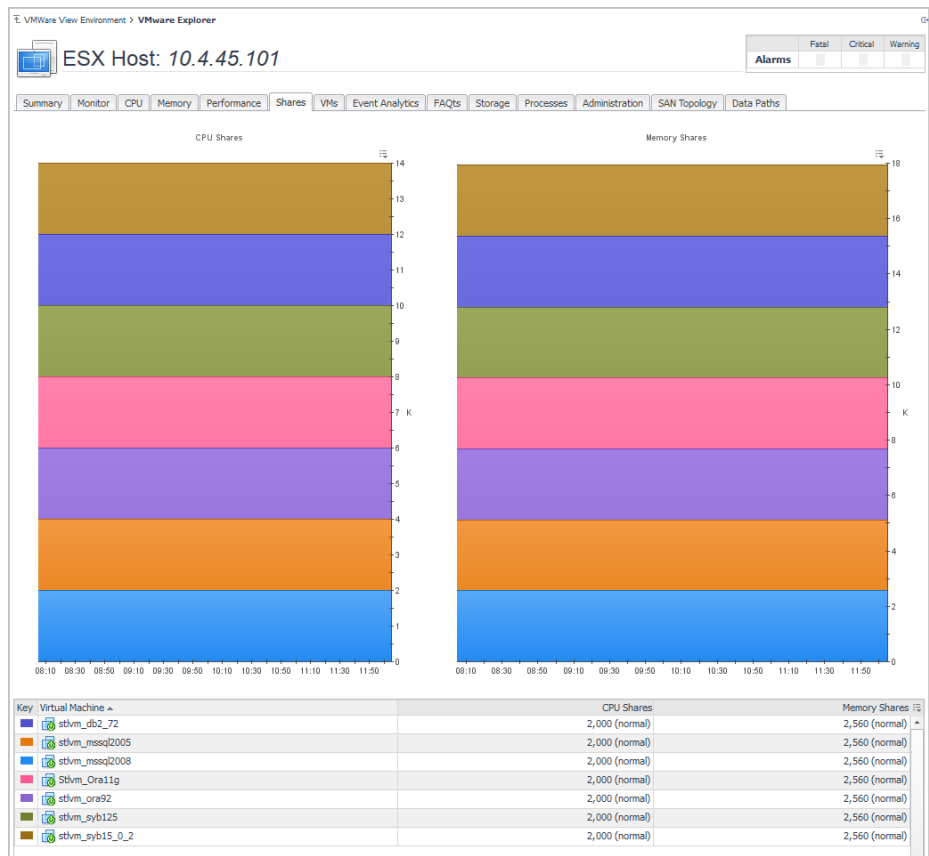 VMWare View Environment > VMware Explorer
ESX Host: 10.4.45.101
Fatal Critical Warning
Alarms
Summary Monitor CPU Memory Performance Shares VMs Event Analytics FAQts Storage Processes Administration SAN Topology Data Paths
CPU Shares
14
13
12
11
10
9
8
7 K
6
5
4
3
2
1
0
08:10 08:30 08:50 09:10 09:30 09:50 10:10 10:30 10:50 11:10 11:30 11:50
Memory Shares
18
16
14
12
10
K
8
6
4
2
0
08:10 08:30 08:50 09:10 09:30 09:50 10:10 10:30 10:50 11:10 11:30 11:50
Key Virtual Machine CPU Shares Memory Shares
stlvm_db2_72 2,000 (normal) 2,560 (normal)
stlvm_mssql2005 2,000 (normal) 2,560 (normal)
stlvm_mssql2008 2,000 (normal) 2,560 (normal)
Stlvm_Ora11g 2,000 (normal) 2,560 (normal)
stlvm_ora92 2,000 (normal) 2,560 (normal)
stlvm_syb125 2,000 (normal) 2,560 (normal)
stlvm_syb15_0_2 2,000 (normal) 2,560 (normal)